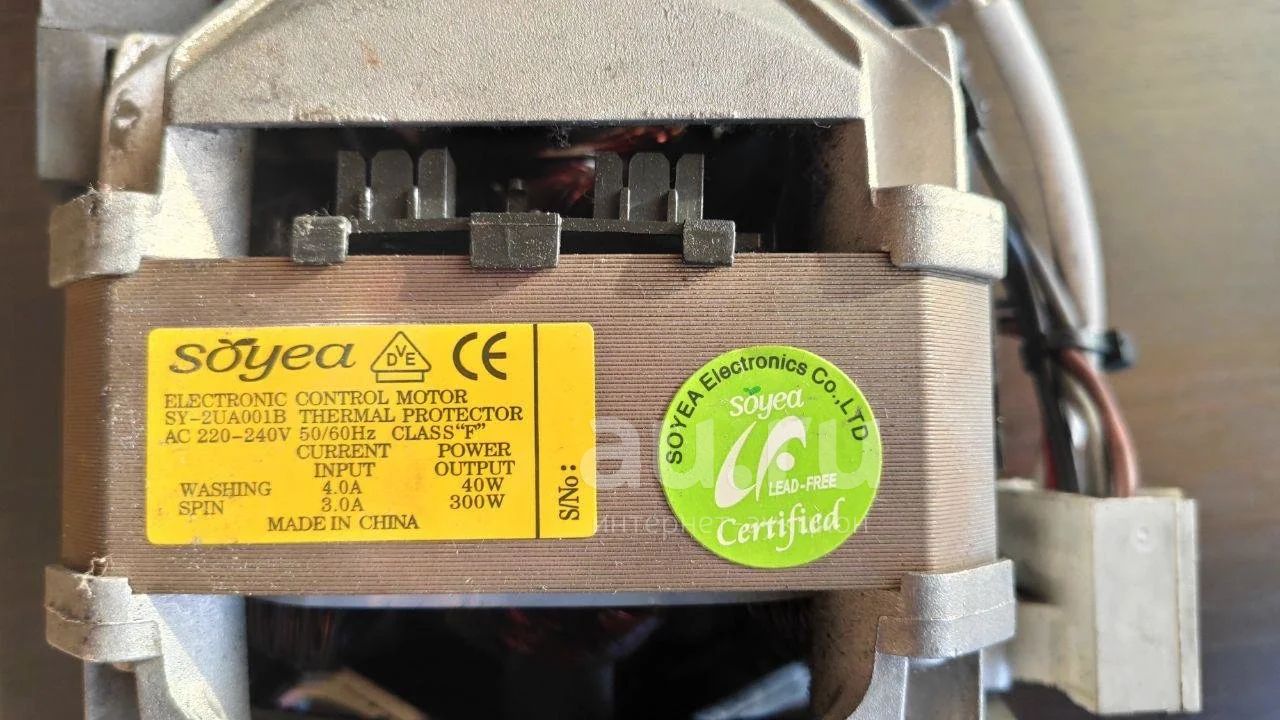 soyea DVE CE
ELECTRONIC CONTROL MOTOR
SY-2UA001B THERMAL PROTECTOR
AC 220-240V 50/60Hz CLASS"F"
CURRENT POWER
INPUT OUTPUT
WASHING 4.0A 40W
SPIN 3.0A 300W
MADE IN CHINA
S/No:
SOYEA Electronics Co.,LTD
soyea
LEAD-FREE
Certified
au.ru
интернет-аукцион